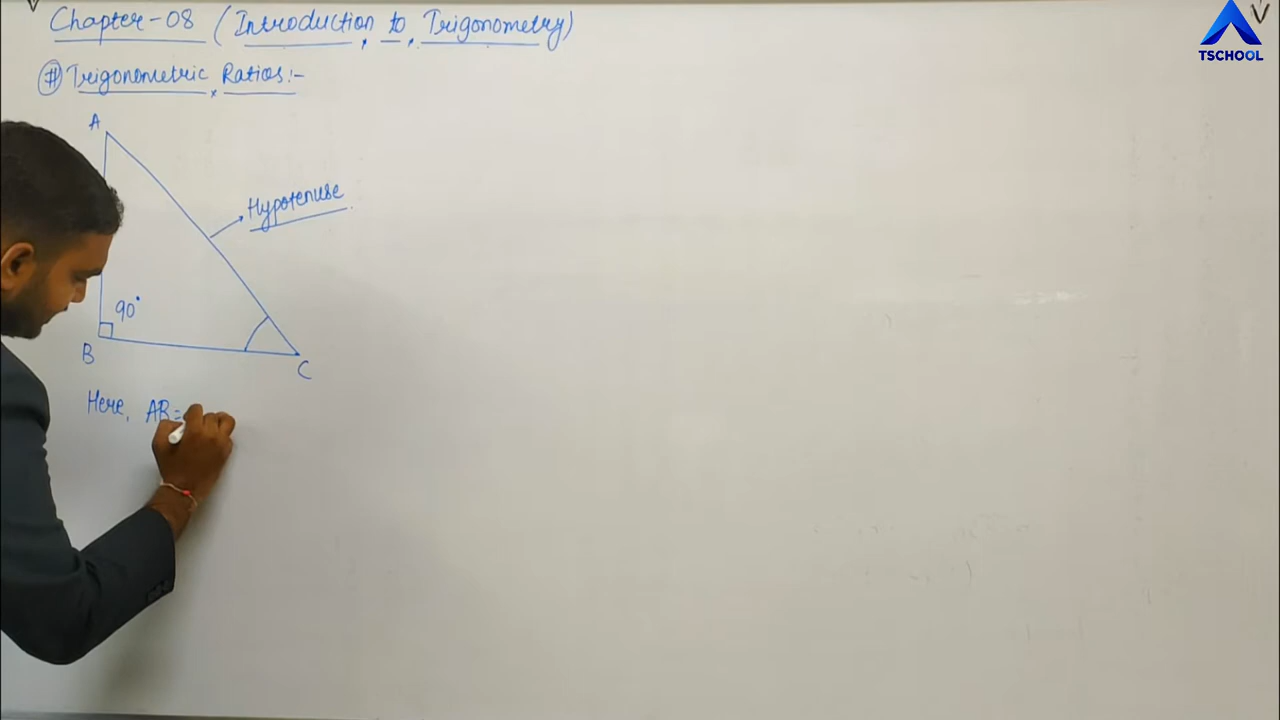 Chapter-08 (Introduction to Trigonometry)
TSCHOOL
# Trigonometric Ratios:-
A
Hypotenuse
90°
B
C
Here, AB=